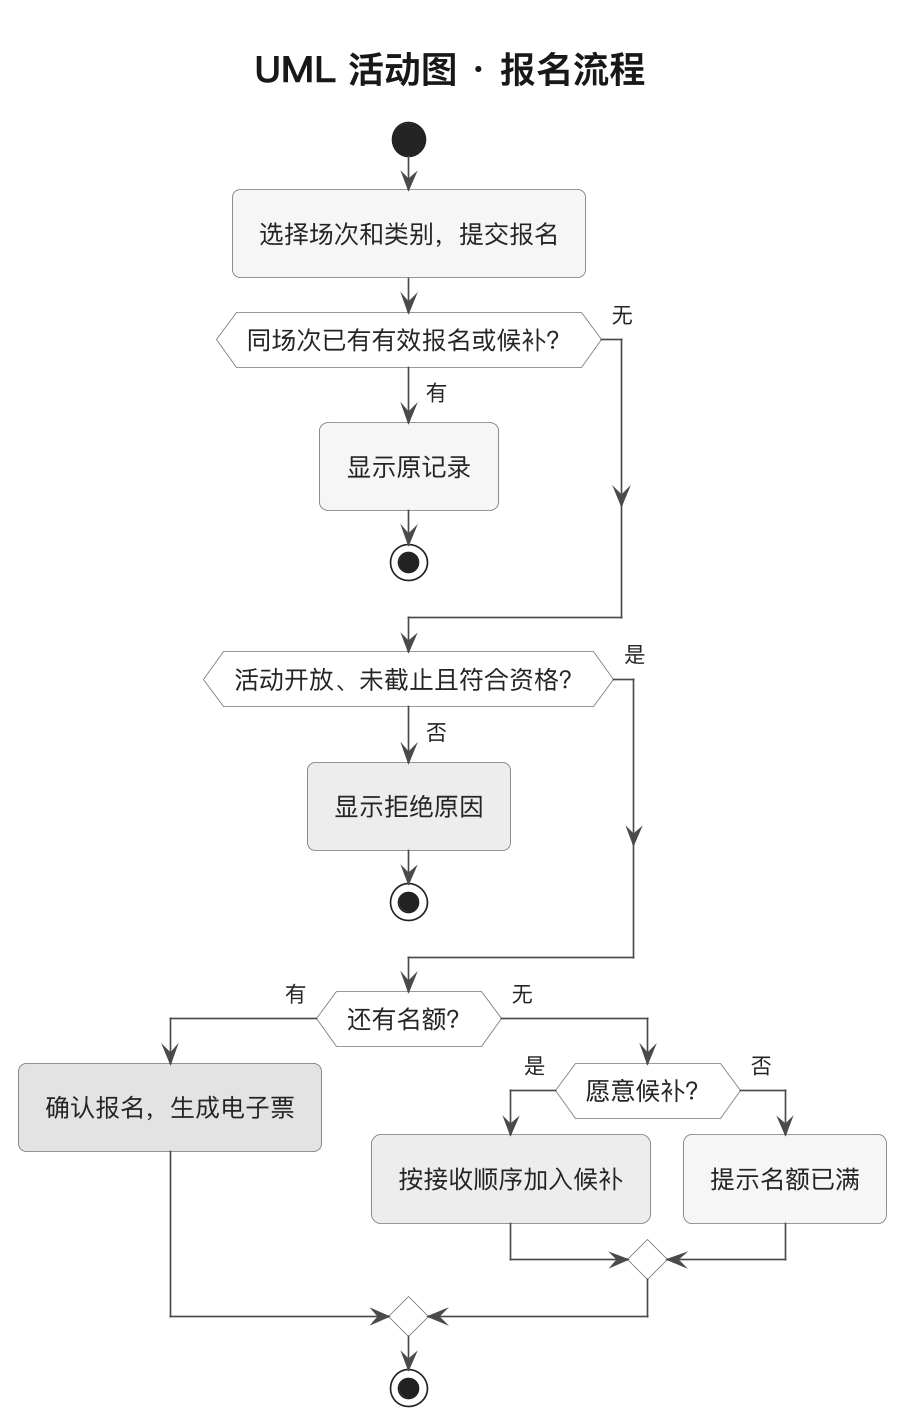 UML 活动图 · 报名流程
选择场次和类别，提交报名
同场次已有有效报名或候补？
无
有
显示原记录
活动开放、未截止且符合资格？
是
否
显示拒绝原因
还有名额？
有
无
确认报名，生成电子票
愿意候补？
是
否
按接收顺序加入候补
提示名额已满